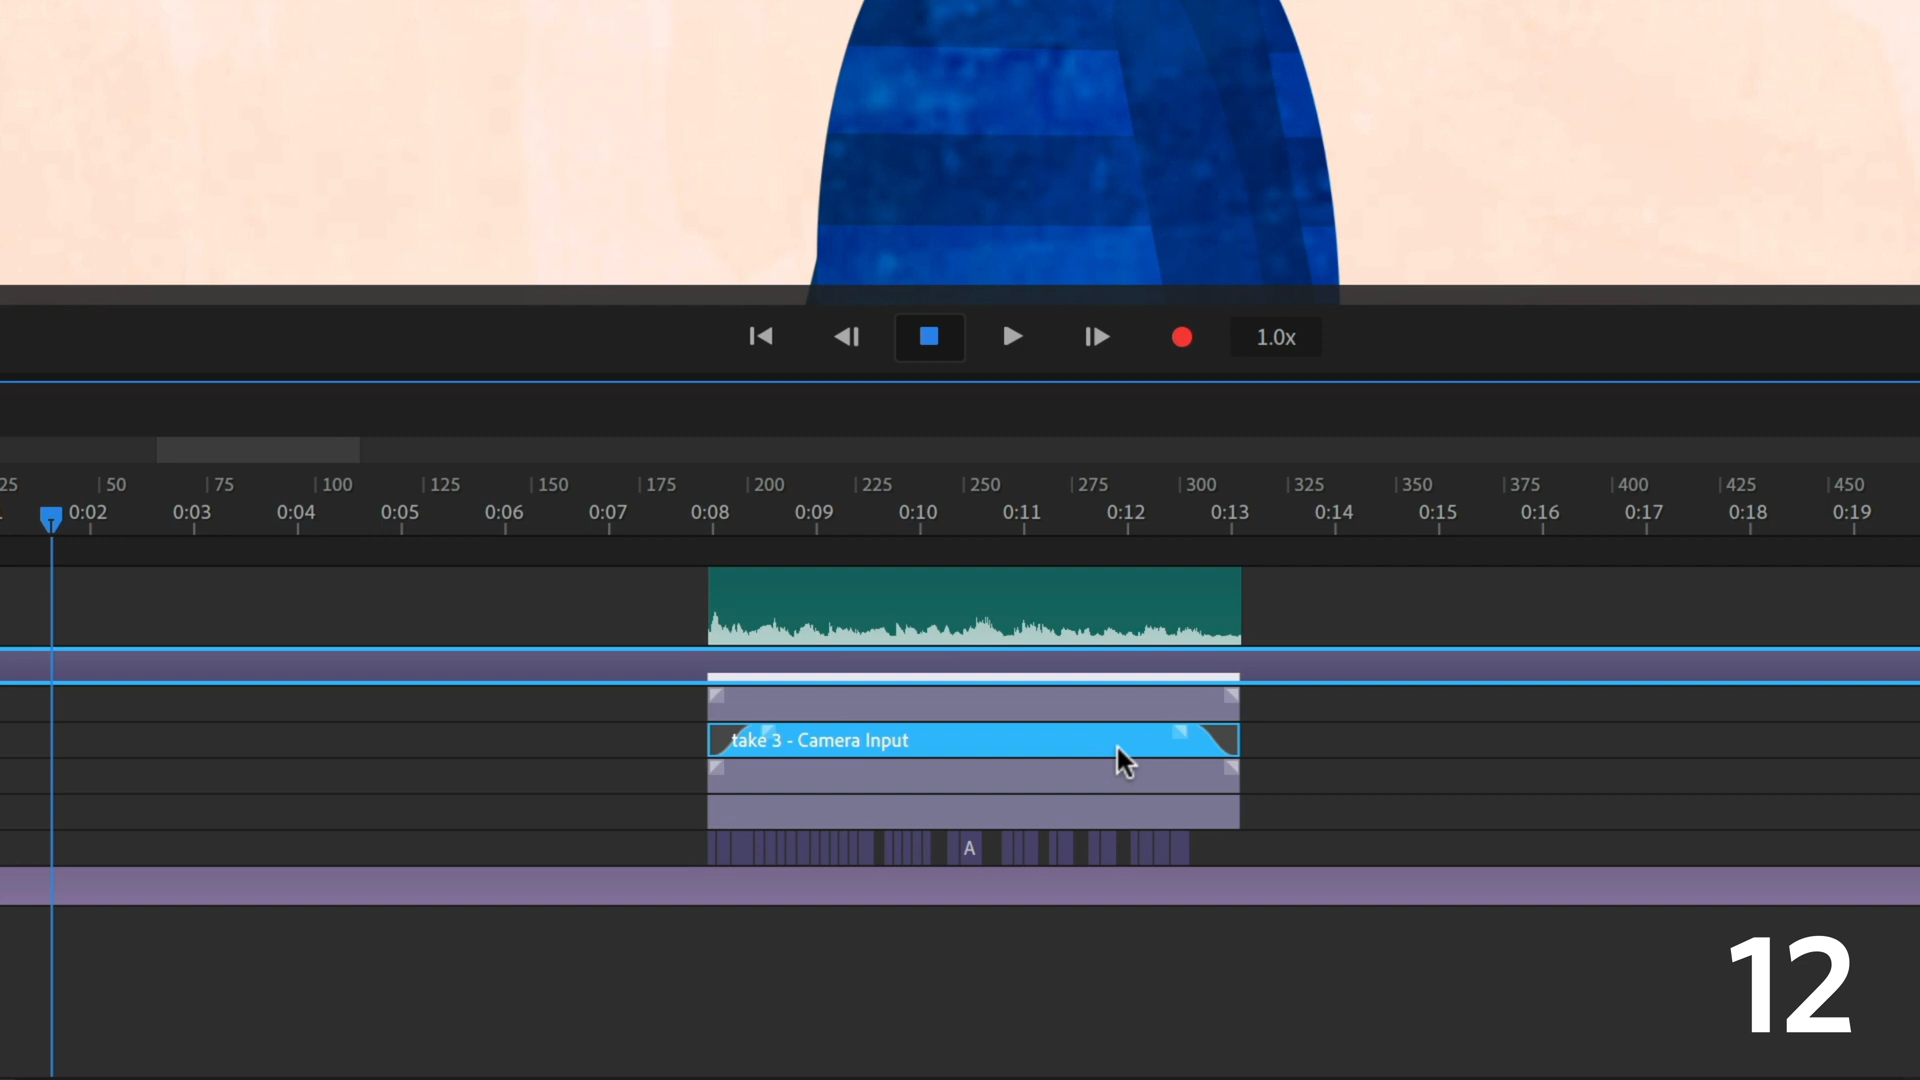 1.0x
25 50 75 100 125 150 175 200 225 250 275 300 325 350 375 400 425 450
0:02 0:03 0:04 0:05 0:06 0:07 0:08 0:09 0:10 0:11 0:12 0:13 0:14 0:15 0:16 0:17 0:18 0:19
take 3 - Camera Input
A
12